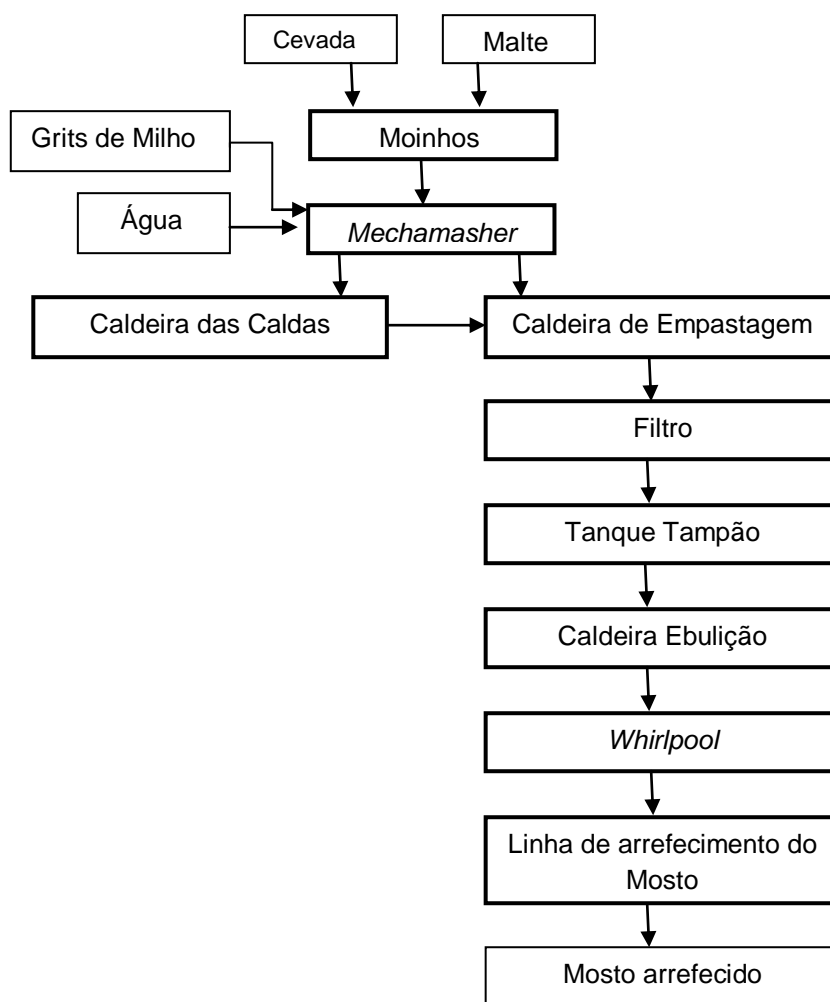 Cevada
Malte
Grits de Milho
Moinhos
Água
Mechamasher
Caldeira das Caldas
Caldeira de Empastagem
Filtro
Tanque Tampão
Caldeira Ebulição
Whirlpool
Linha de arrefecimento do
Mosto
Mosto arrefecido